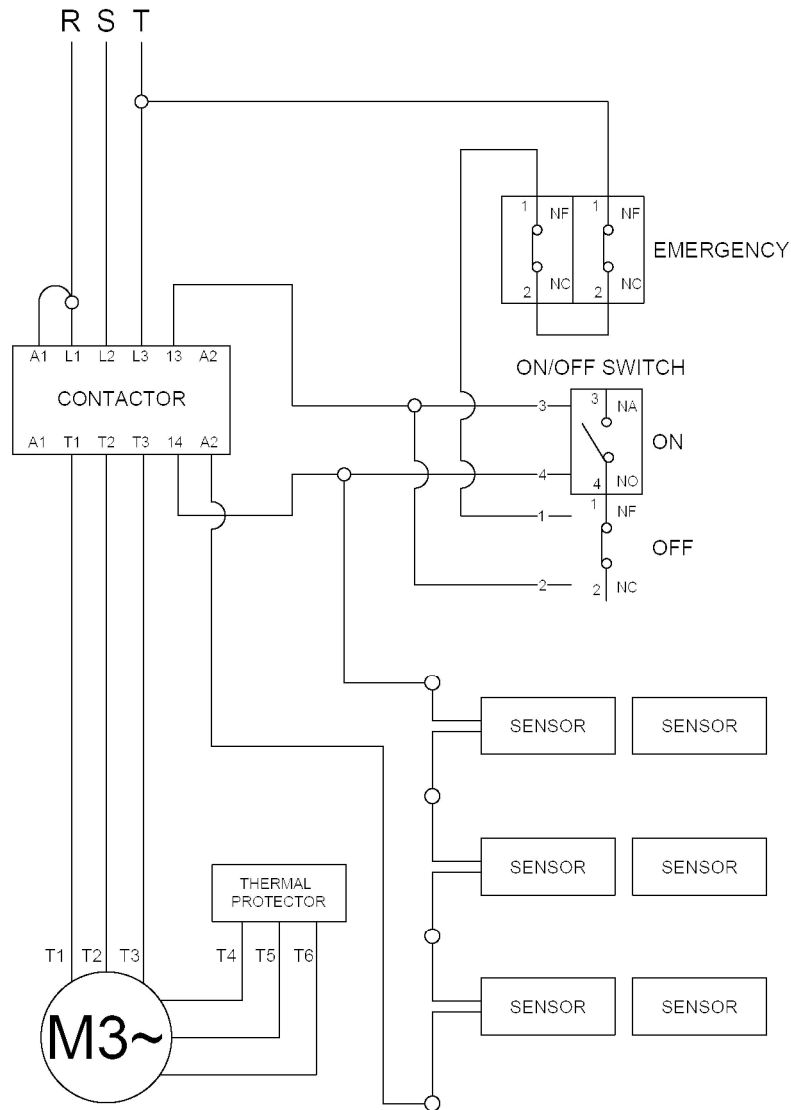 R S T
1 NF 1 NF
EMERGENCY
2 NC 2 NC
A1 L1 L2 L3 13 A2
CONTACTOR
A1 T1 T2 T3 14 A2
ON/OFF SWITCH
3 3 NA
ON
4 4 NO
1 1 NF
OFF
2 2 NC
SENSOR SENSOR
SENSOR SENSOR
THERMAL
PROTECTOR
T1 T2 T3 T4 T5 T6
SENSOR SENSOR
M3~